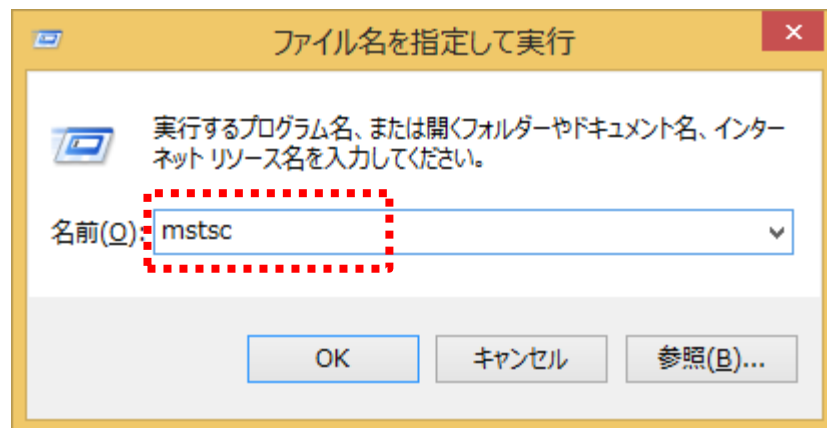 ファイル名を指定して実行
実行するプログラム名、または開くフォルダーやドキュメント名、インター
ネット リソース名を入力してください。
名前(O): mstsc
OK キャンセル 参照(B)...